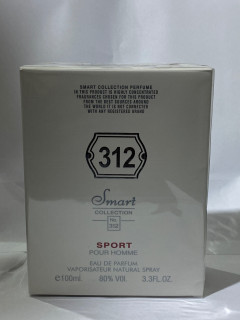 SMART COLLECTION PERFUME
IN THIS PRODUCT IS HIGHLY CONCENTRATED
FRAGRANCES CHOSEN FOR THIS MOST
FROM THE BEST SOURCES AROUND
THE WORLD IT IS NOT CONNECTED
WITH ANY REGISTERED BRAND
312
Smart
COLLECTION
No.
312
SPORT
POUR HOMME
EAU DE PARFUM
VAPORISATEUR NATURAL SPRAY
100ml 80% VOL 3.3FL.OZ.